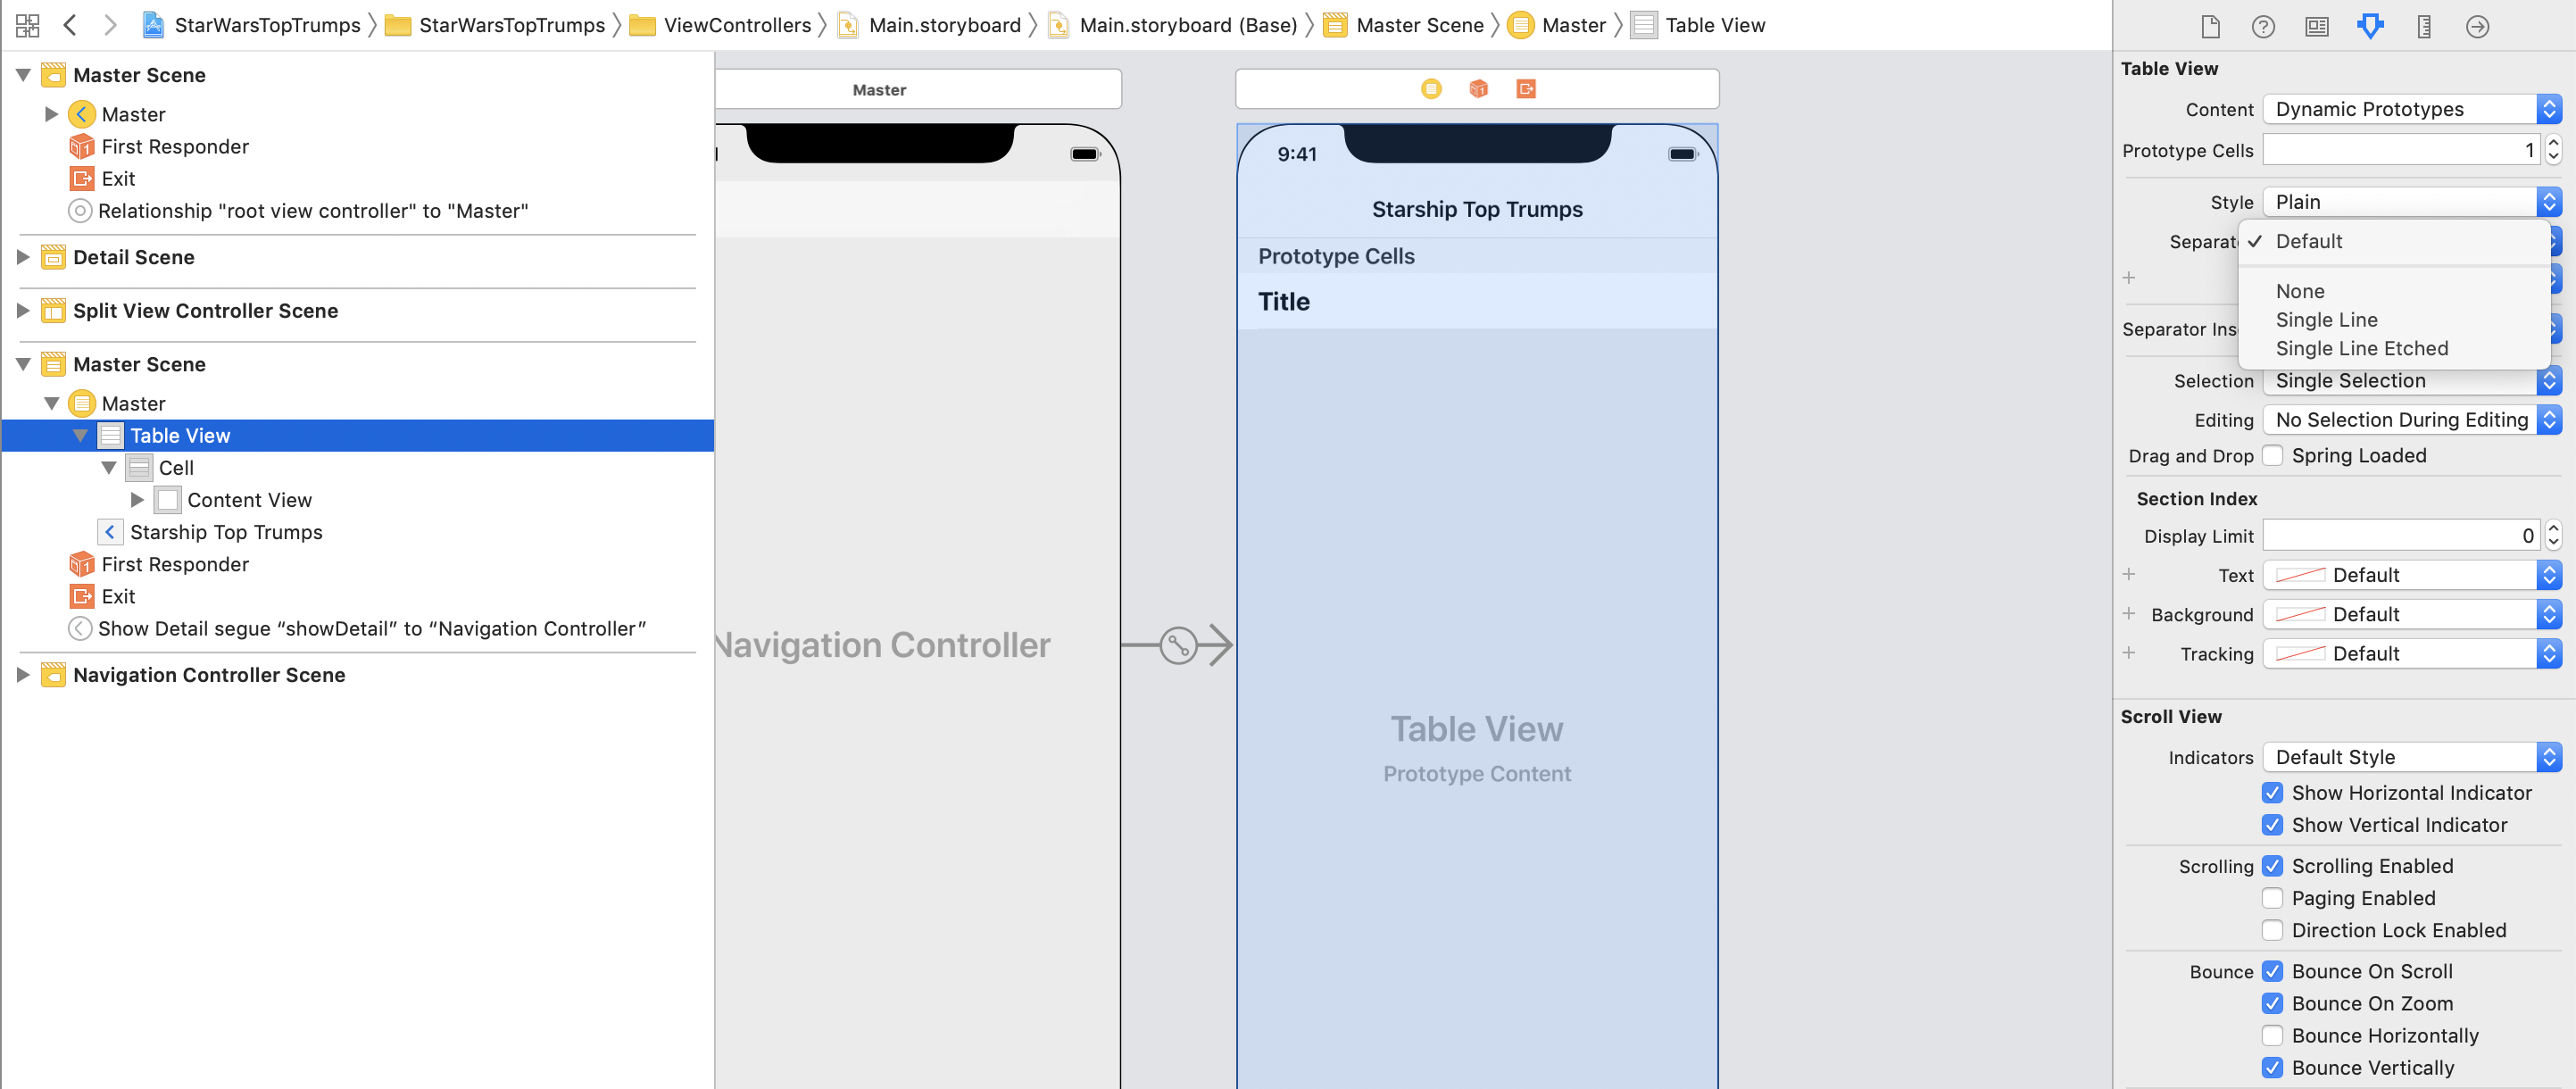 StarWarsTopTrumps StarWarsTopTrumps ViewControllers Main.storyboard Main.storyboard (Base) Master Scene Master Table View
Master Scene
Master
First Responder
Exit
Relationship "root view controller" to "Master"
Detail Scene
Split View Controller Scene
Master Scene
Master
Table View
Cell
Content View
Starship Top Trumps
First Responder
Exit
Show Detail segue “showDetail” to “Navigation Controller”
Navigation Controller Scene
Master
Navigation Controller
9:41
Starship Top Trumps
Prototype Cells
Title
Table View
Prototype Content
Table View
Content Dynamic Prototypes
Prototype Cells 1
Style Plain
Default
None
Single Line
Single Line Etched
Selection Single Selection
Editing No Selection During Editing
Drag and Drop Spring Loaded
Section Index
Display Limit 0
Text Default
Background Default
Tracking Default
Scroll View
Indicators Default Style
Show Horizontal Indicator
Show Vertical Indicator
Scrolling Scrolling Enabled
Paging Enabled
Direction Lock Enabled
Bounce Bounce On Scroll
Bounce On Zoom
Bounce Horizontally
Bounce Vertically